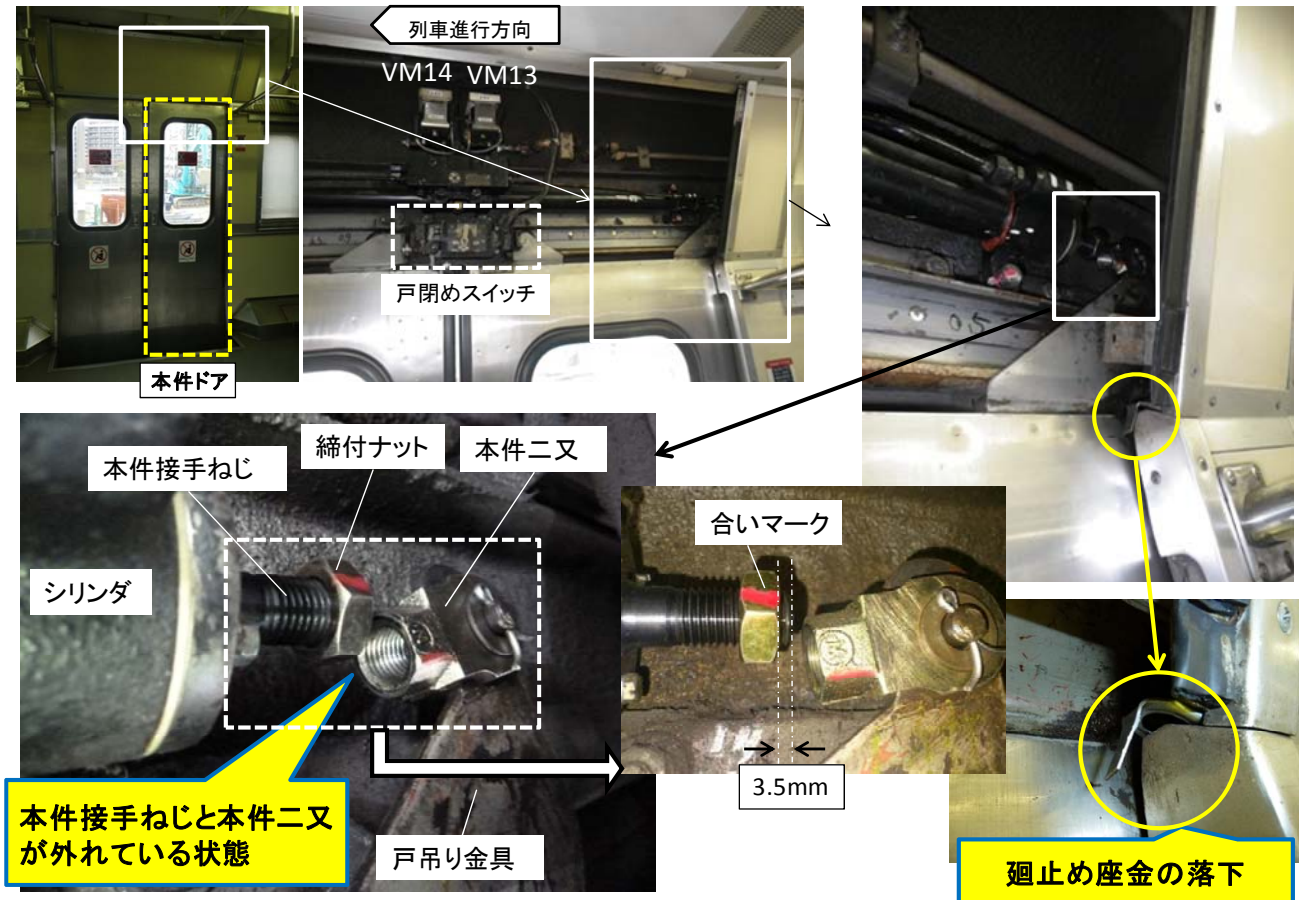 列車進行方向
VM14 VM13
戸閉めスイッチ
本件ドア
105
本件接手ねじ
締付ナット
本件二又
シリンダ
合いマーク
3.5mm
戸吊り金具
本件接手ねじと本件二又
が外れている状態
廻止め座金の落下